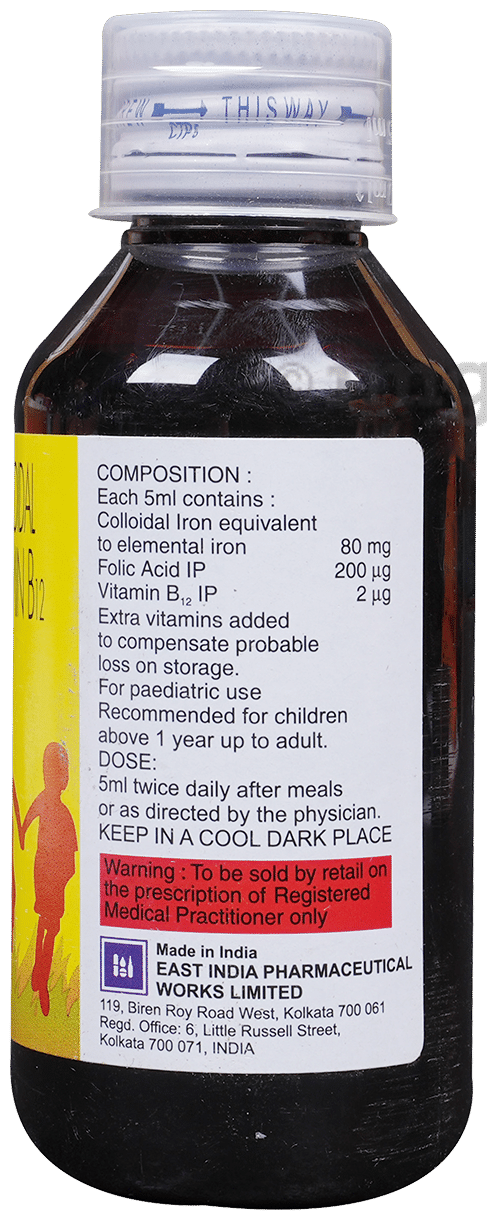 THIS WAY
CTPS
COMPOSITION :
Each 5ml contains :
Colloidal Iron equivalent
to elemental iron 80 mg
Folic Acid IP 200 µg
Vitamin B₁₂ IP 2 µg
Extra vitamins added
to compensate probable
loss on storage.
For paediatric use
Recommended for children
above 1 year up to adult.
DOSE:
5ml twice daily after meals
or as directed by the physician.
KEEP IN A COOL DARK PLACE
Warning : To be sold by retail on
the prescription of Registered
Medical Practitioner only
Made in India
EAST INDIA PHARMACEUTICAL
WORKS LIMITED
119, Biren Roy Road West, Kolkata 700 061
Regd. Office: 6, Little Russell Street,
Kolkata 700 071, INDIA
B₁₂